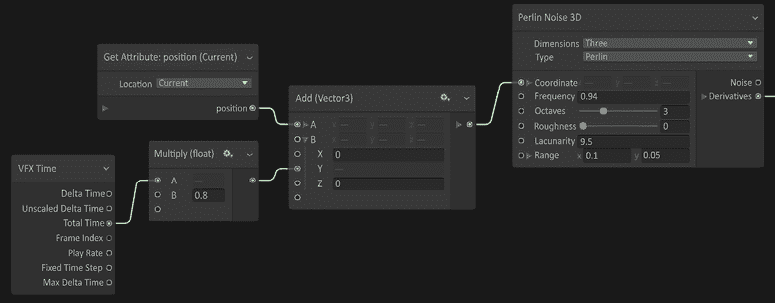 Perlin Noise 3D
Dimensions Three
Type Perlin
Get Attribute: position (Current)
Location Current
position
Coordinate
Frequency 0.94
Octaves 3
Roughness 0
Lacunarity 9.5
Range x 0.1 y 0.05
Noise
Derivatives
Add (Vector3)
A x y z
B x y z
X 0
Y
Z 0
Multiply (float)
A
B 0.8
VFX Time
Delta Time
Unscaled Delta Time
Total Time
Frame Index
Play Rate
Fixed Time Step
Max Delta Time